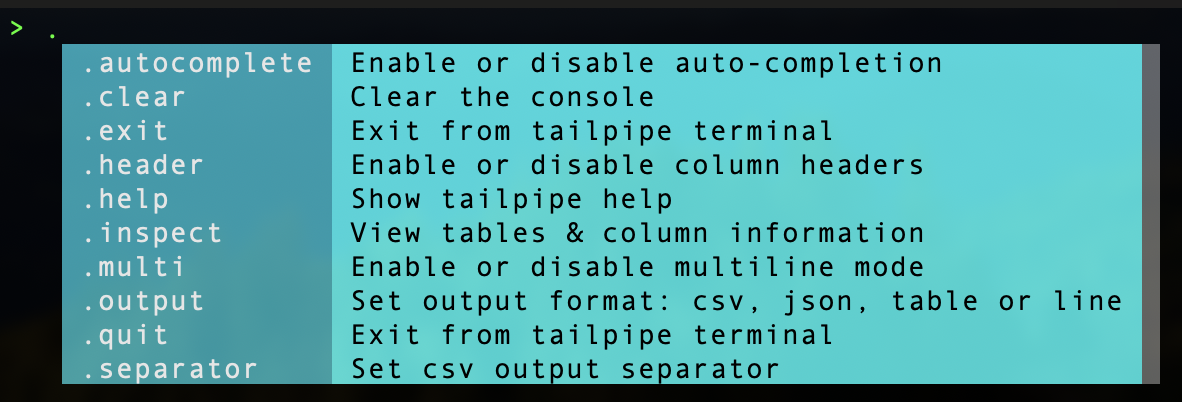 > .
.autocomplete Enable or disable auto-completion
.clear Clear the console
.exit Exit from tailpipe terminal
.header Enable or disable column headers
.help Show tailpipe help
.inspect View tables & column information
.multi Enable or disable multiline mode
.output Set output format: csv, json, table or line
.quit Exit from tailpipe terminal
.separator Set csv output separator